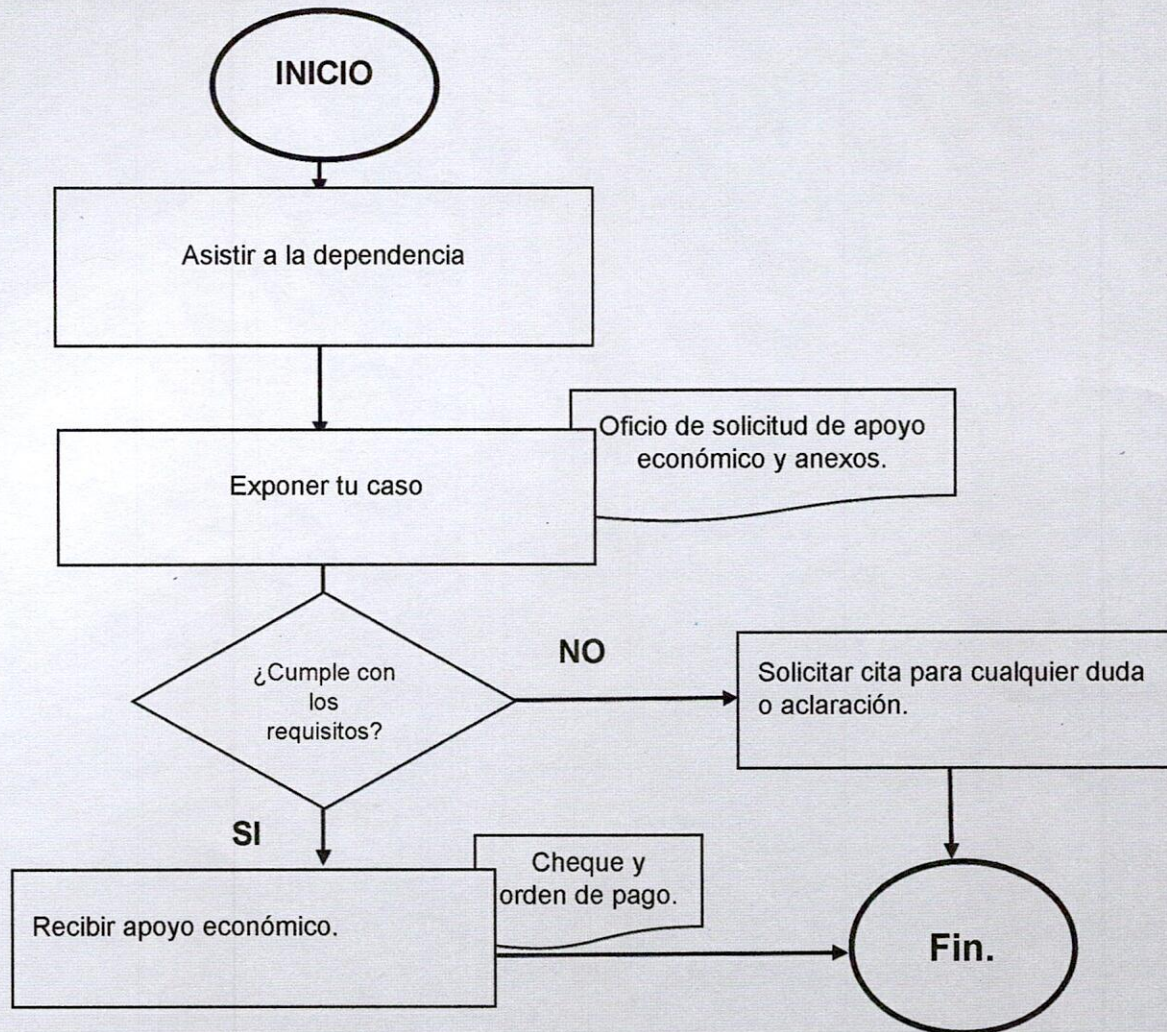 INICIO
Asistir a la dependencia
Oficio de solicitud de apoyo
económico y anexos.
Exponer tu caso
¿Cumple con
los
requisitos?
NO
Solicitar cita para cualquier duda
o aclaración.
SI
Cheque y
orden de pago.
Recibir apoyo económico.
Fin.